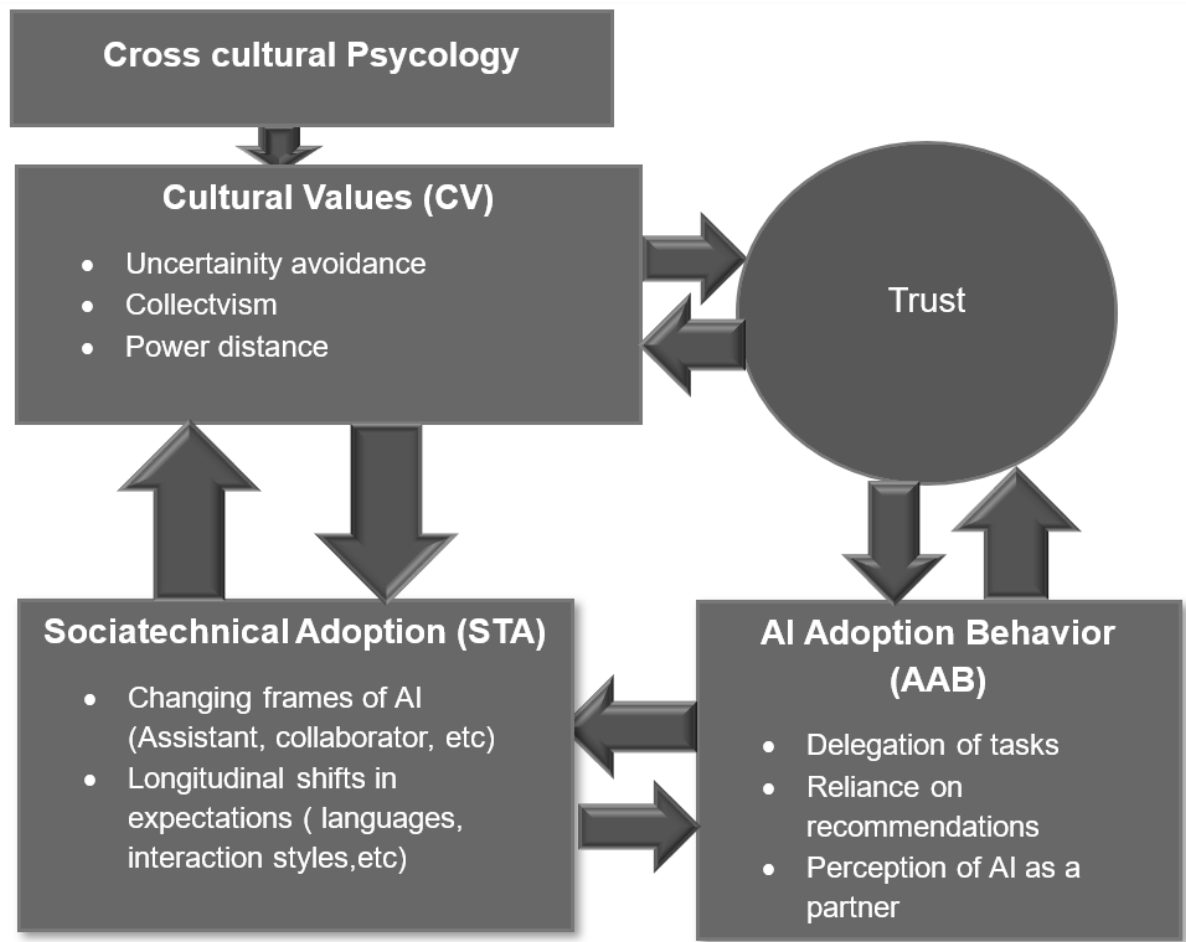 Cross cultural Psycology
Cultural Values (CV)
• Uncertainity avoidance
• Collectvism
• Power distance
Trust
Sociatechnical Adoption (STA)
• Changing frames of AI
(Assistant, collaborator, etc)
• Longitudinal shifts in
expectations ( languages,
interaction styles,etc)
AI Adoption Behavior
(AAB)
• Delegation of tasks
• Reliance on
recommendations
• Perception of AI as a
partner